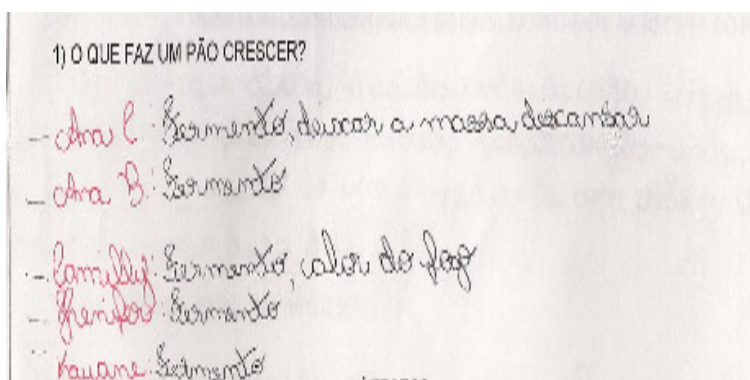 1) O QUE FAZ UM PÃO CRESCER?
- Ana C: Fermento, deixar a massa descansar
- Ana B: Fermento
- Camilly: Fermento, calor do fogo
- Jhenifer: Fermento
Kauane: Fermento